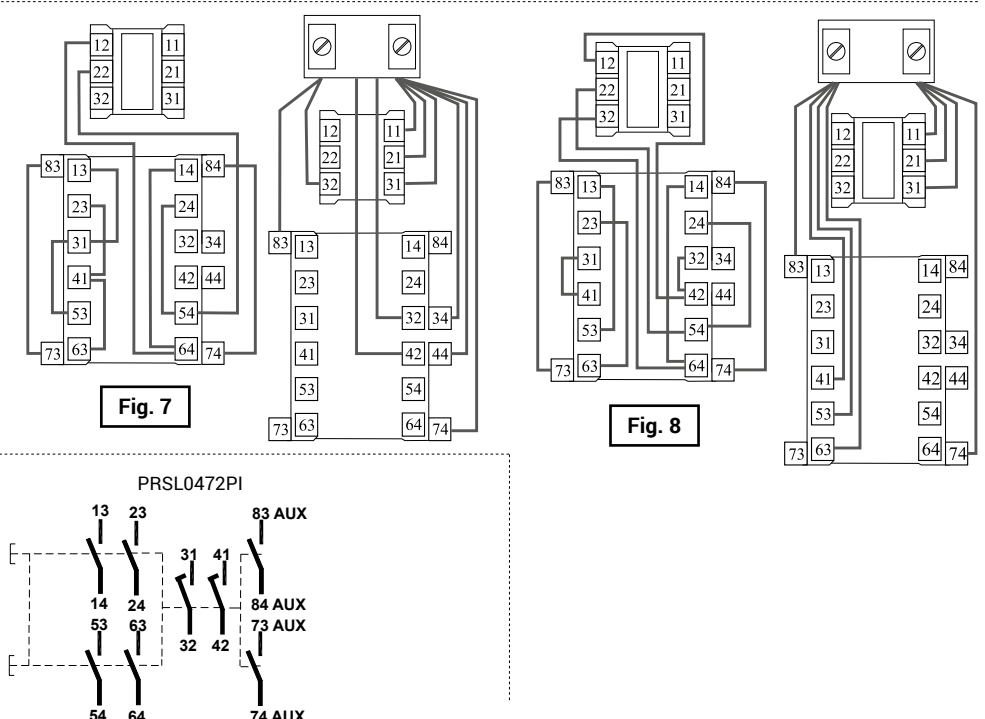 12 11
22 21
32 31
83 13 14 84
23 24
31 32 34
41 42 44
53 54
73 63 64 74
Fig. 7
12 11
22 21
32 31
83 13 14 84
23 24
31 32 34
41 42 44
53 54
73 63 64 74
12 11
22 21
32 31
83 13 14 84
23 24
31 32 34
41 42 44
53 54
73 63 64 74
Fig. 8
12 11
22 21
32 31
83 13 14 84
23 24
31 32 34
41 42 44
53 54
73 63 64 74
PRSL0472PI
13 23 83 AUX
31 41
14 24 84 AUX
53 63 73 AUX
32 42
54 64 74 AUX